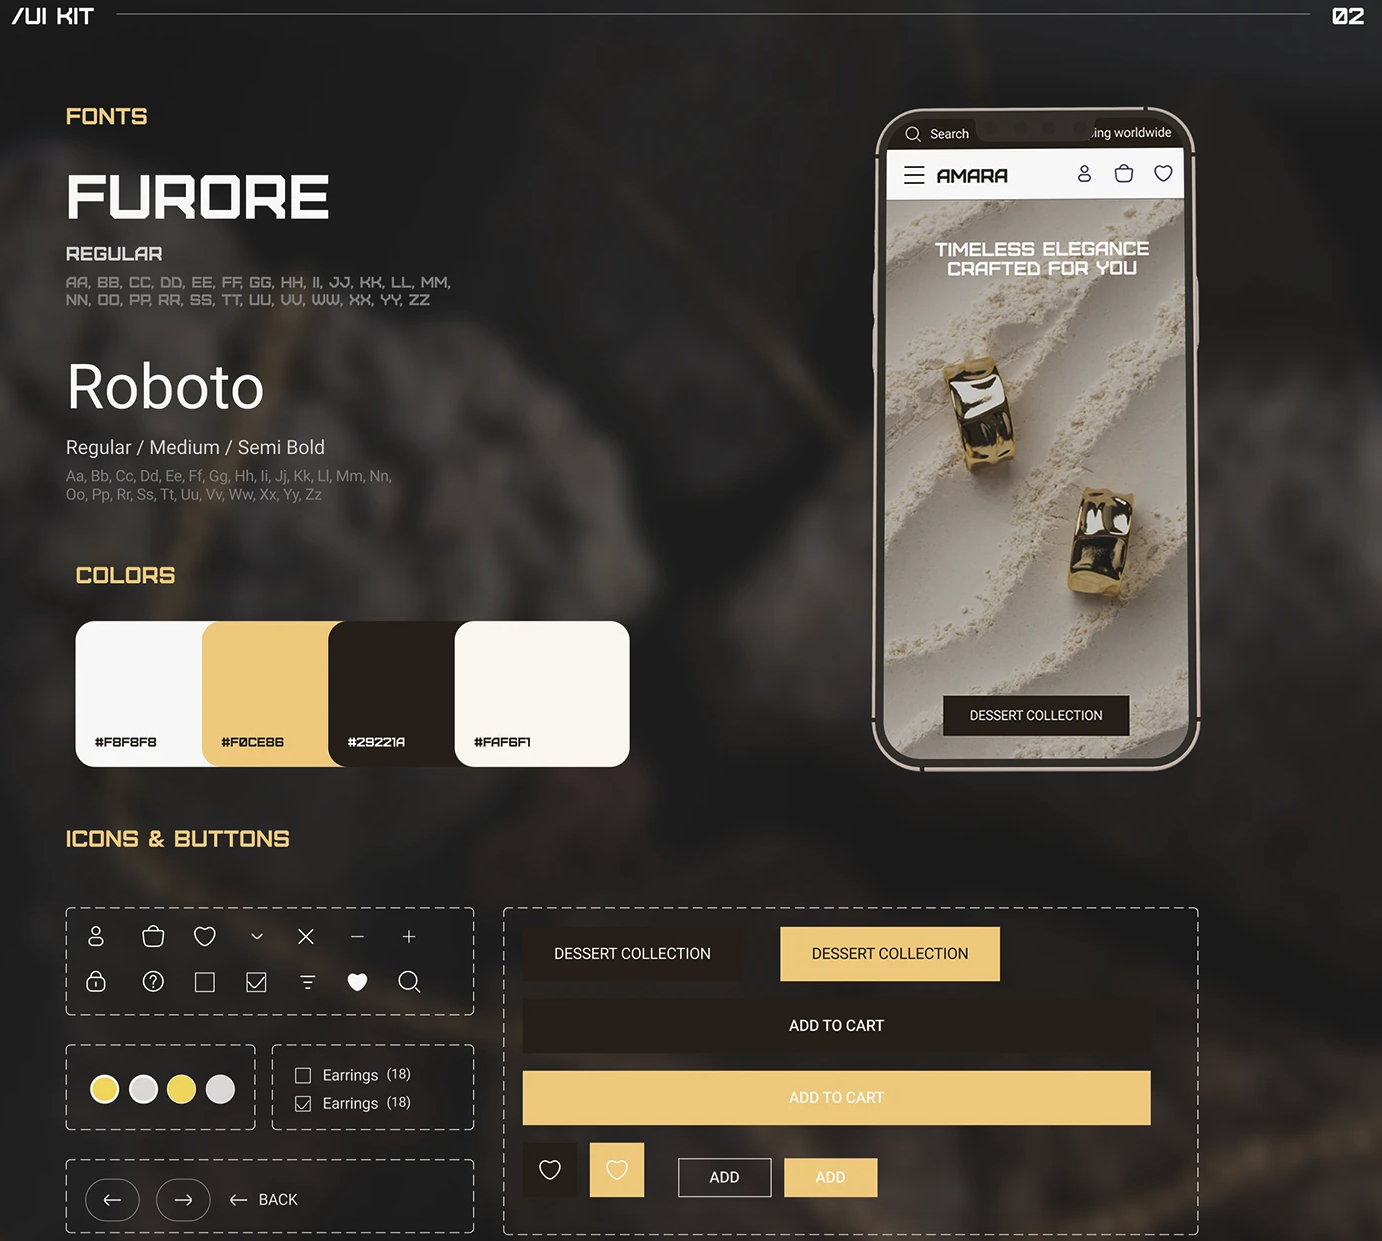 /UI KIT
02
FONTS
FURORE
REGULAR
AA, BB, CC, DD, EE, FF, GG, HH, II, JJ, KK, LL, MM,
NN, OO, PP, RR, SS, TT, UU, VV, WW, XX, YY, ZZ
Roboto
Regular / Medium / Semi Bold
Aa, Bb, Cc, Dd, Ee, Ff, Gg, Hh, Ii, Jj, Kk, Ll, Mm, Nn,
Oo, Pp, Rr, Ss, Tt, Uu, Vv, Ww, Xx, Yy, Zz
COLORS
#F8F8F8
#F0CE86
#29221A
#FAF6F1
Search
ing worldwide
AMARA
TIMELESS ELEGANCE
CRAFTED FOR YOU
DESSERT COLLECTION
ICONS & BUTTONS
Earrings (18)
Earrings (18)
BACK
DESSERT COLLECTION
DESSERT COLLECTION
ADD TO CART
ADD TO CART
ADD
ADD